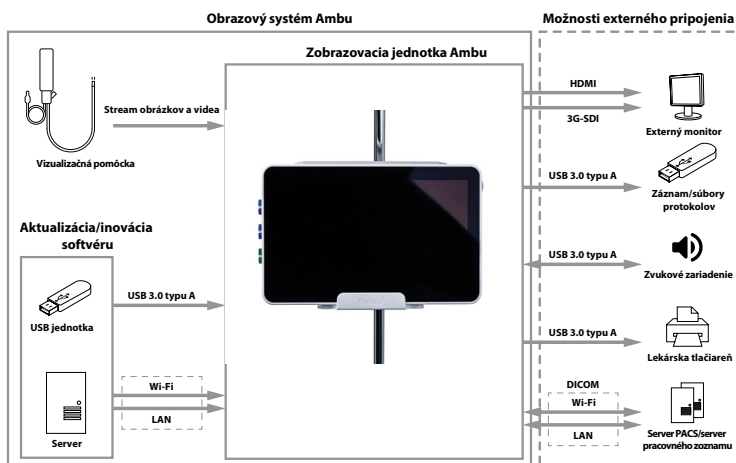 Obrazový systém Ambu
Možnosti externého pripojenia
Zobrazovacia jednotka Ambu
Stream obrázkov a videa
Vizualizačná pomôcka
Aktualizácia/inovácia
softvéru
USB 3.0 typu A
USB jednotka
Wi-Fi
LAN
Server
Ambu
HDMI
3G-SDI
Externý monitor
USB 3.0 typu A
Záznam/súbory
protokolov
USB 3.0 typu A
Zvukové zariadenie
USB 3.0 typu A
Lekárska tlačiareň
DICOM
Wi-Fi
LAN
Server PACS/server
pracovného zoznamu